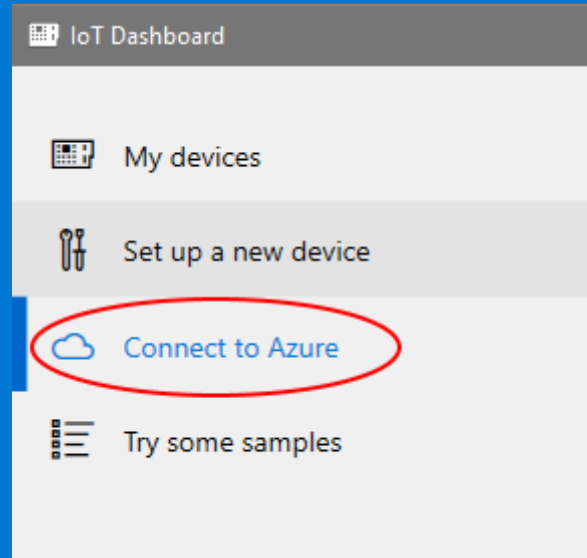 IoT Dashboard
My devices
Set up a new device
Connect to Azure
Try some samples